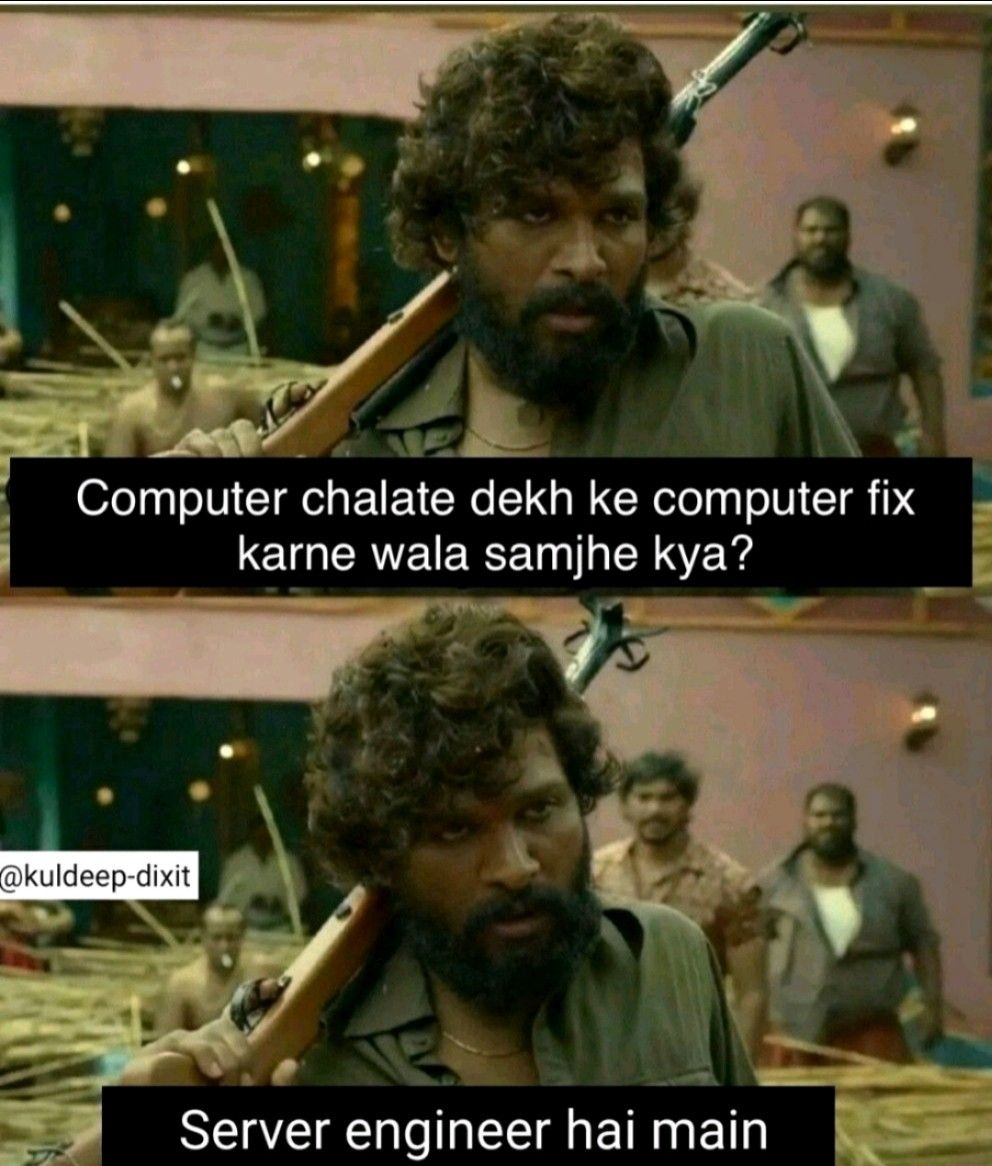 Computer chalate dekh ke computer fix
karne wala samjhe kya?
@kuldeep-dixit
Server engineer hai main